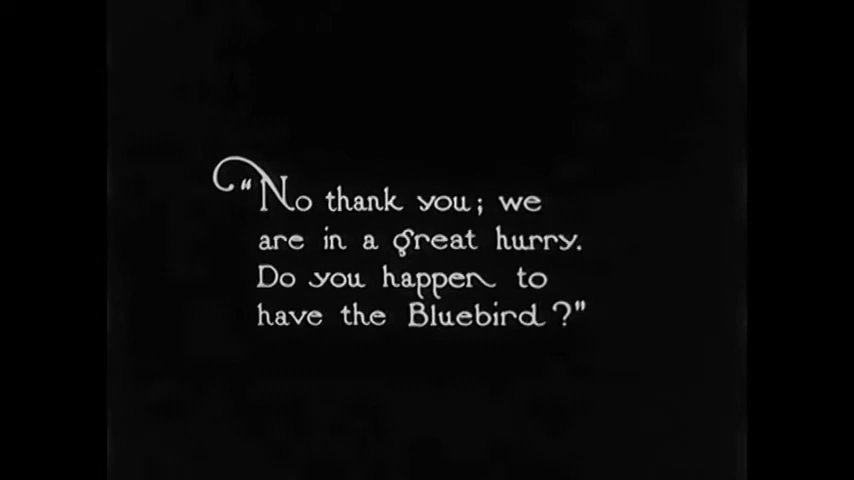 "No thank you; we
are in a great hurry.
Do you happen to
have the Bluebird?"